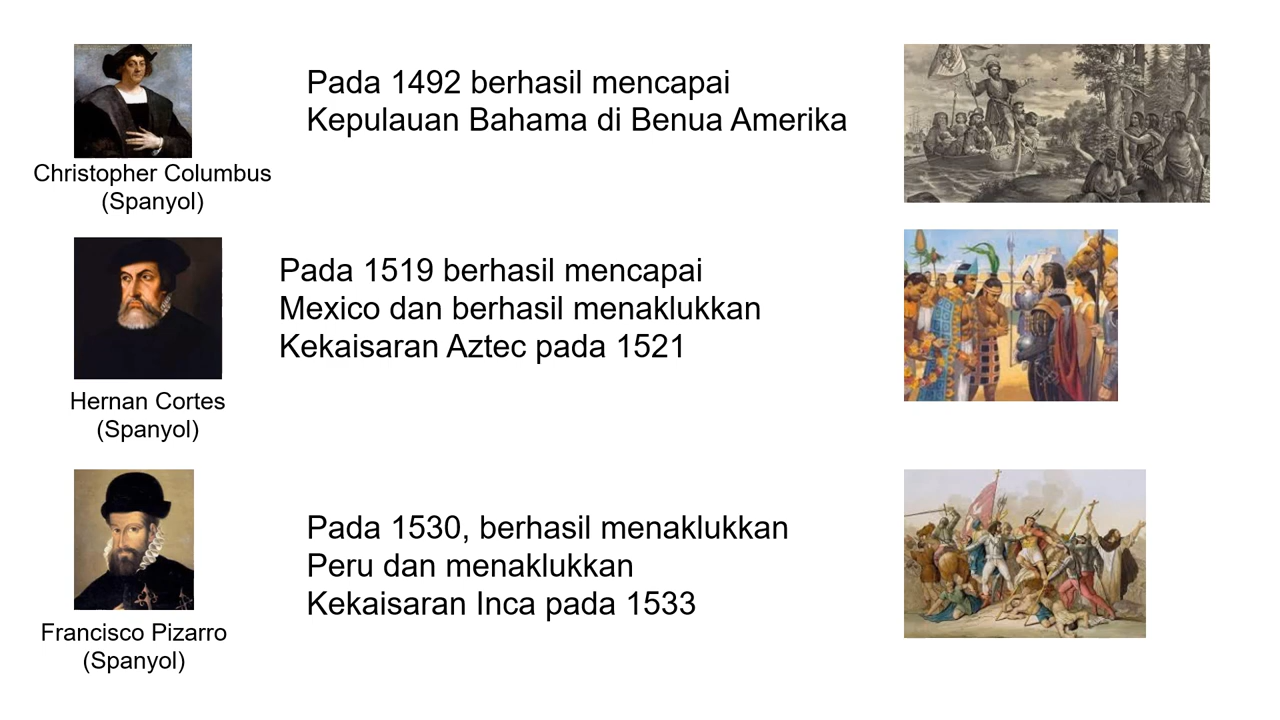 Pada 1492 berhasil mencapai
Kepulauan Bahama di Benua Amerika
Christopher Columbus
(Spanyol)
Pada 1519 berhasil mencapai
Mexico dan berhasil menaklukkan
Kekaisaran Aztec pada 1521
Hernan Cortes
(Spanyol)
Pada 1530, berhasil menaklukkan
Peru dan menaklukkan
Kekaisaran Inca pada 1533
Francisco Pizarro
(Spanyol)